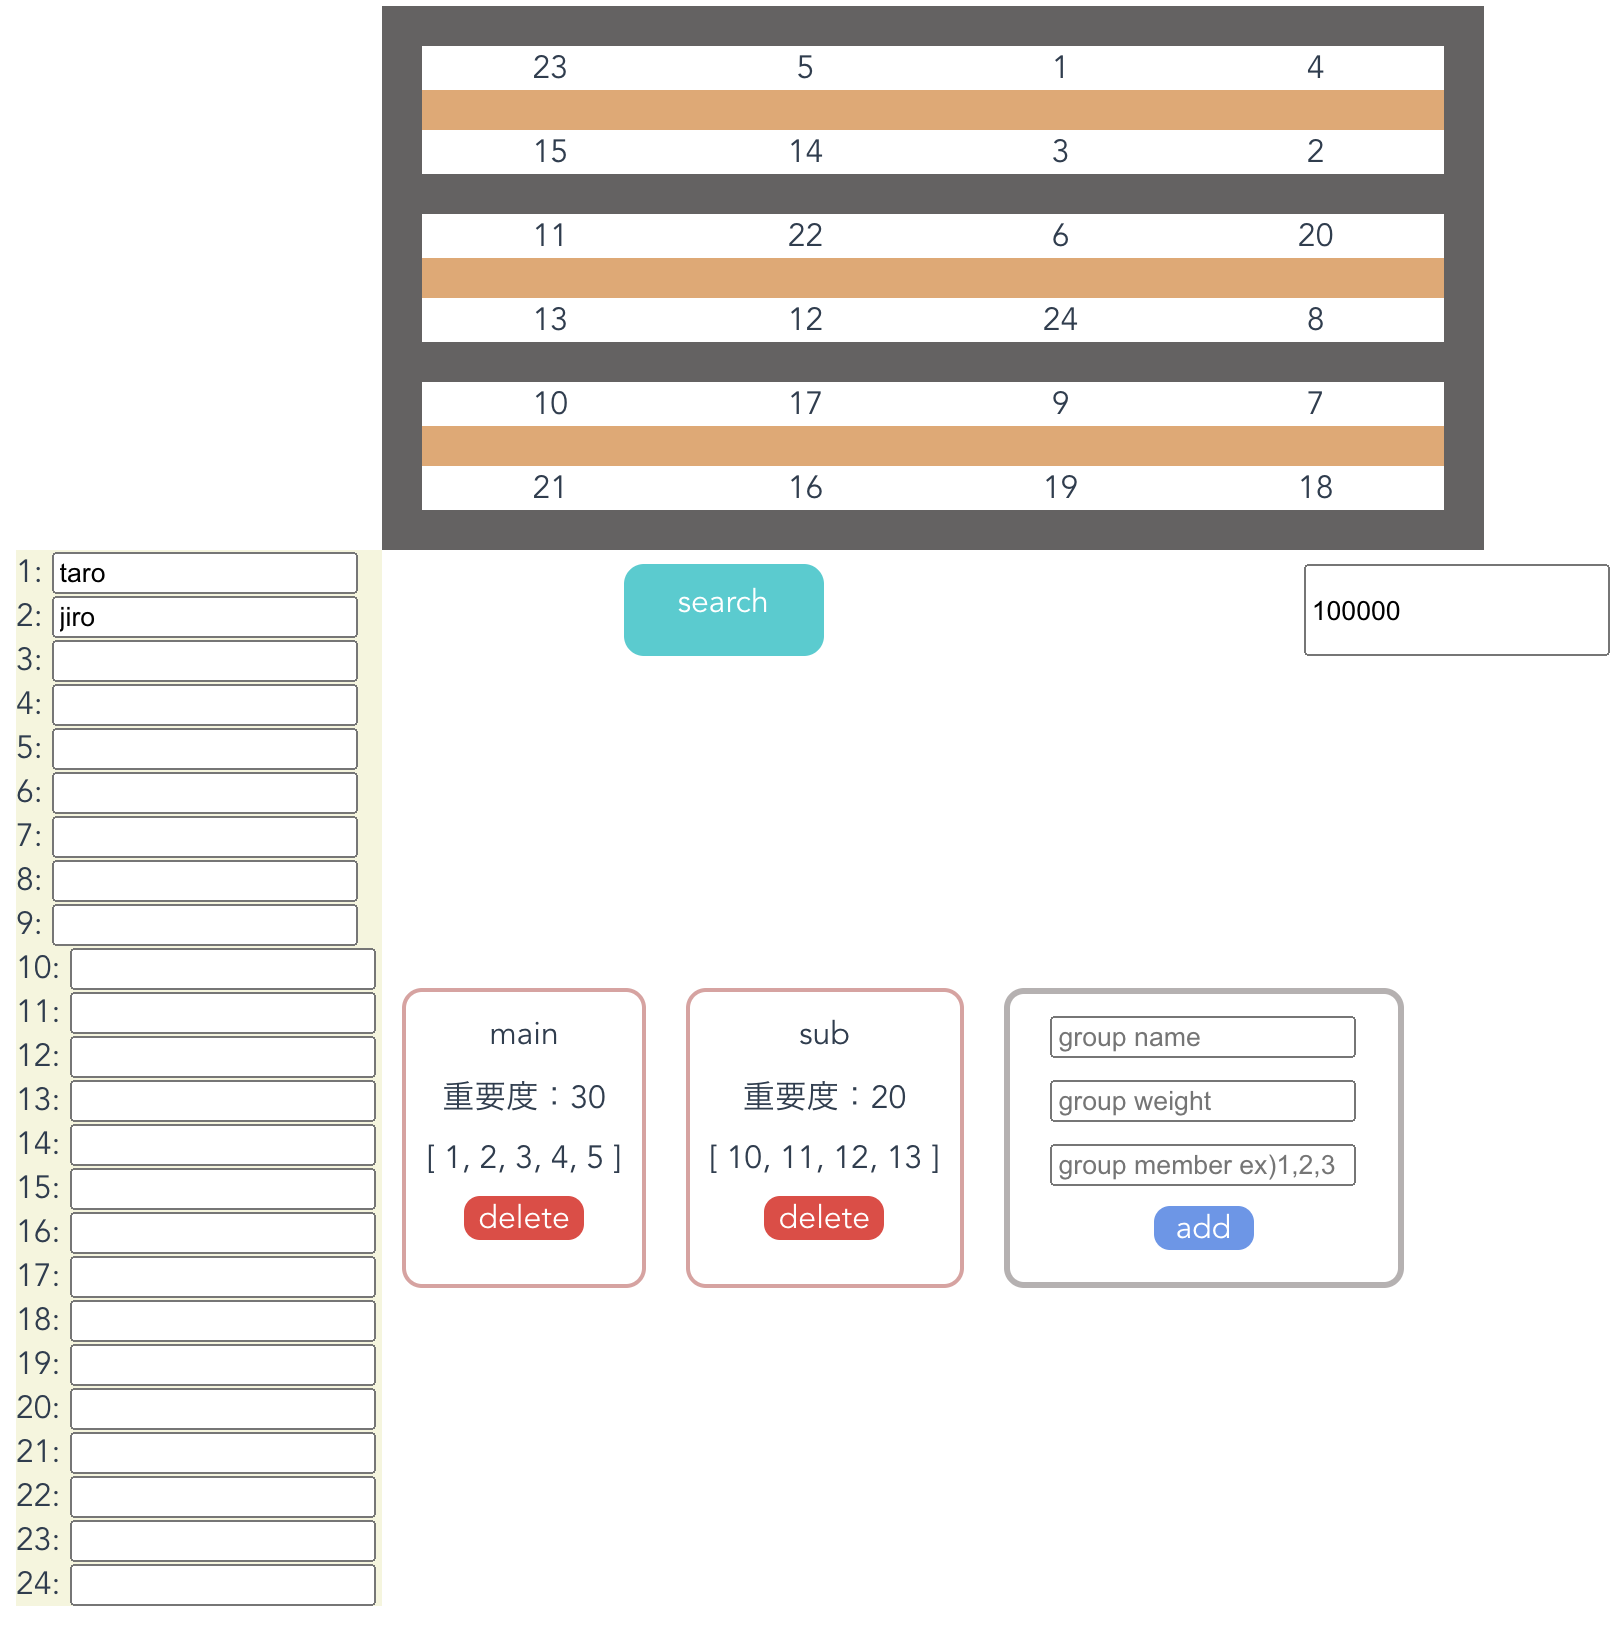 23 5 1 4
15 14 3 2
11 22 6 20
13 12 24 8
10 17 9 7
21 16 19 18
1: taro
2: jiro
3:
4:
5:
6:
7:
8:
9:
10:
11:
12:
13:
14:
15:
16:
17:
18:
19:
20:
21:
22:
23:
24:
search
100000
main
重要度：30
[ 1, 2, 3, 4, 5 ]
delete
sub
重要度：20
[ 10, 11, 12, 13 ]
delete
group name
group weight
group member ex)1,2,3
add